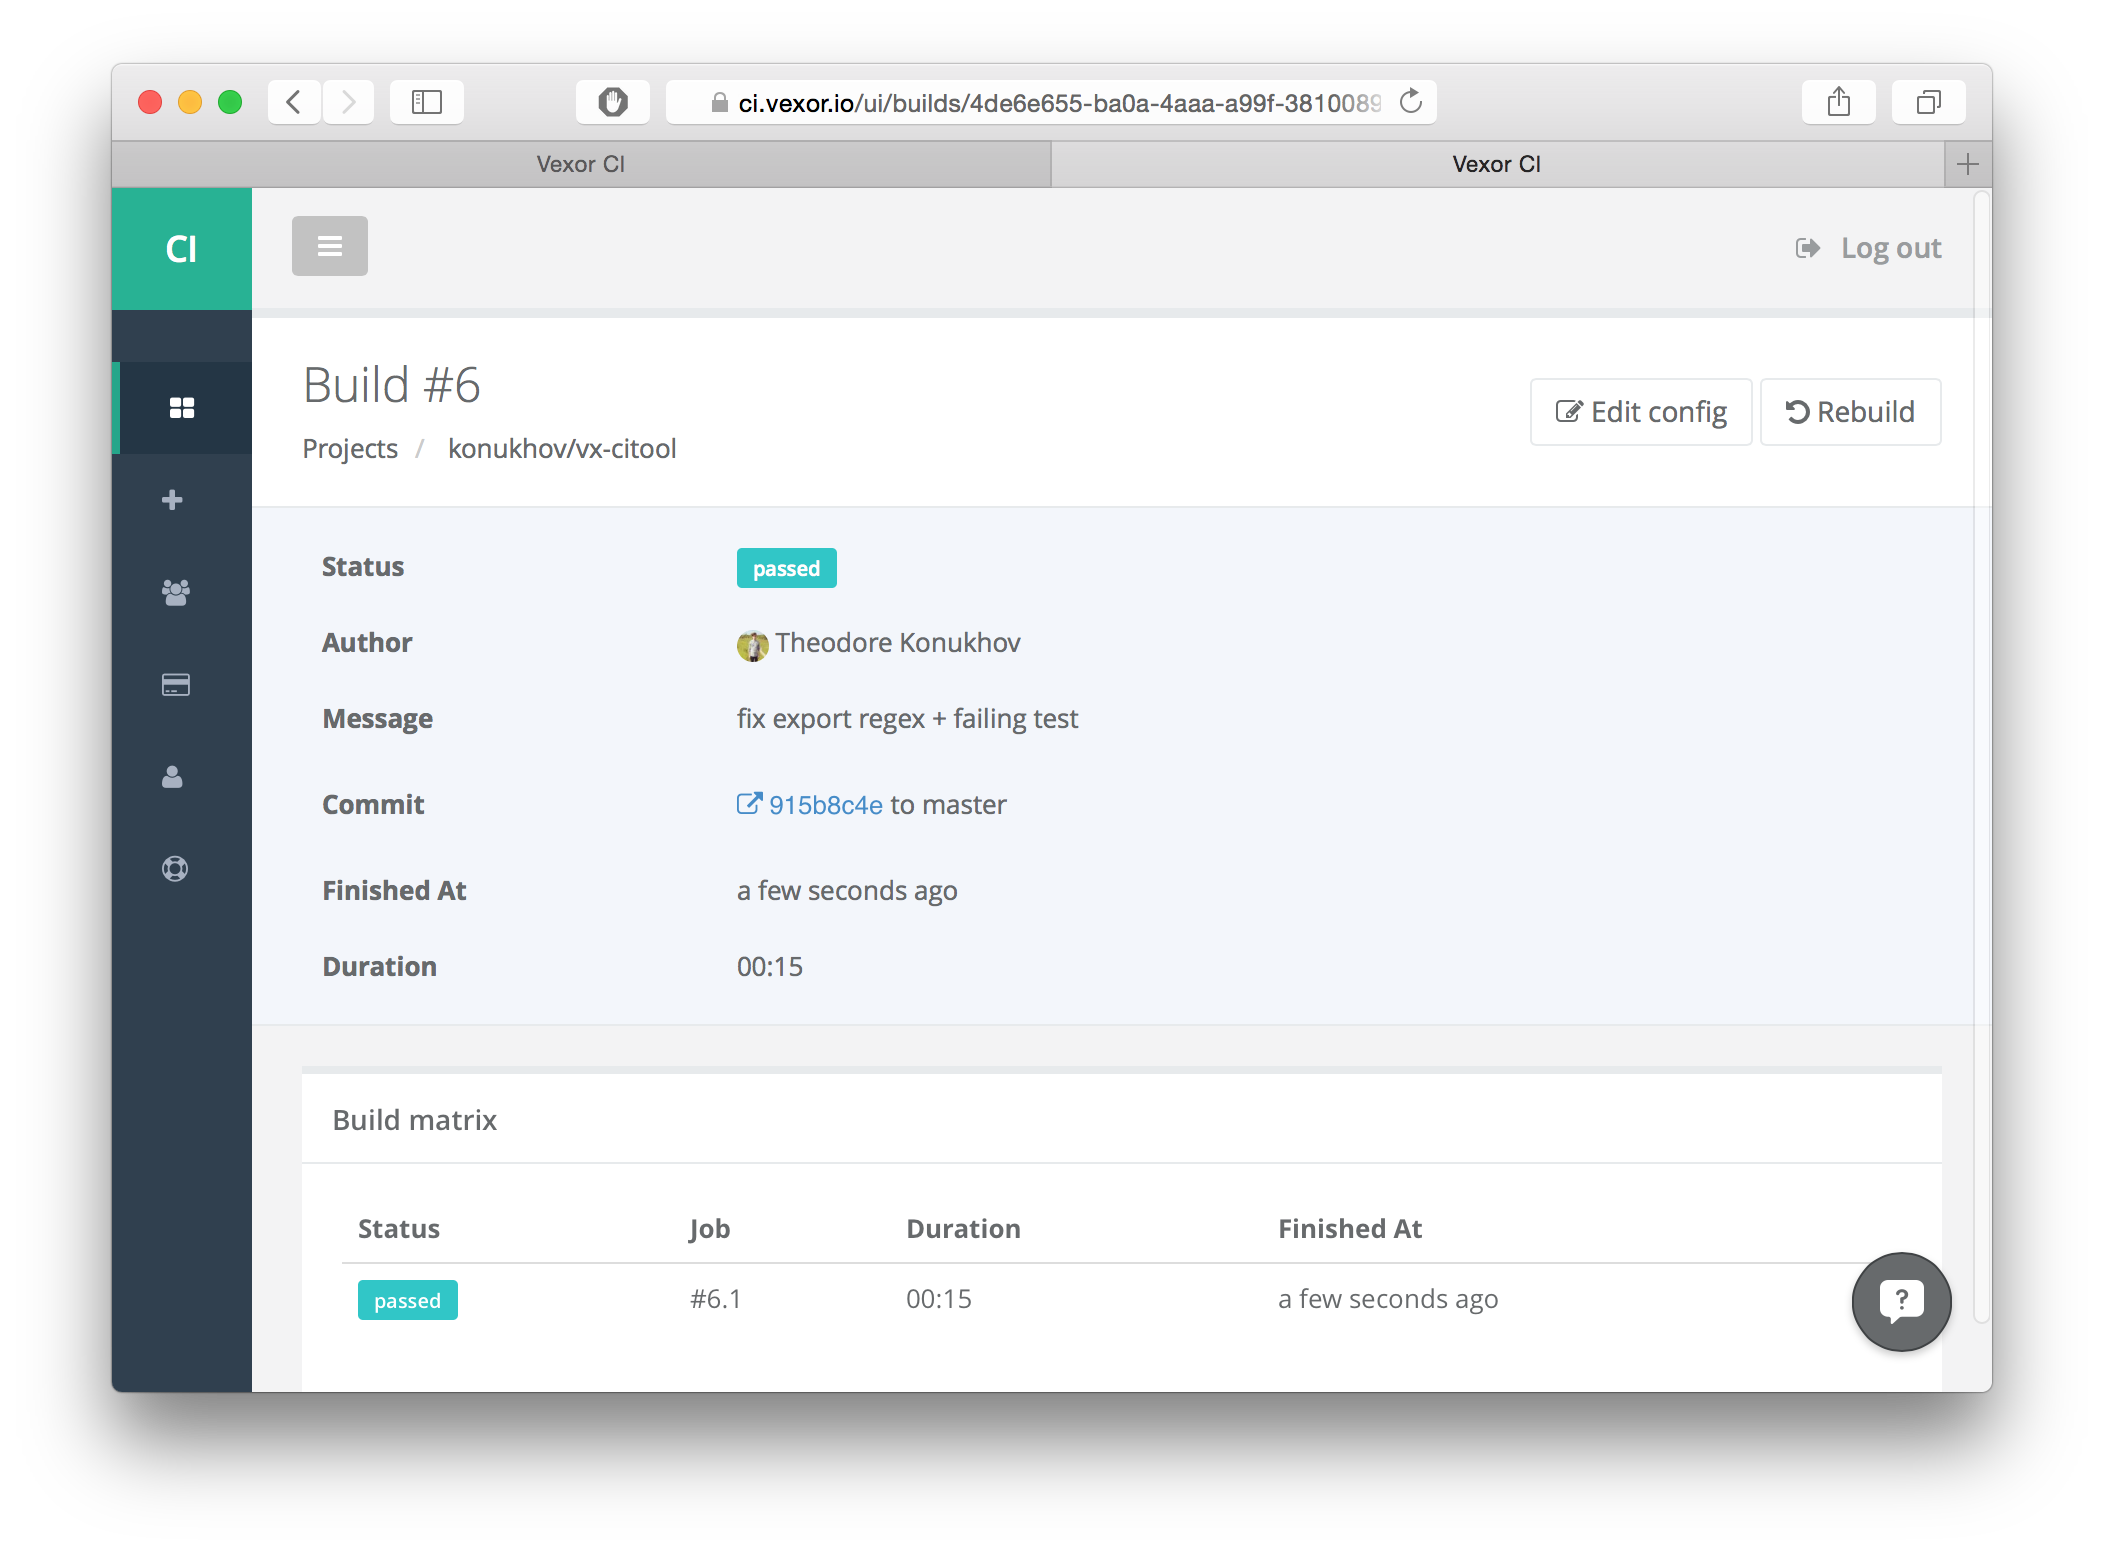 ci.vexor.io/ui/builds/4de6e655-ba0a-4aaa-a99f-3810089
Vexor CI
Vexor CI
CI
Log out
Build #6
Edit config
Rebuild
Projects / konukhov/vx-citool
Status
passed
Author
Theodore Konukhov
Message
fix export regex + failing test
Commit
915b8c4e to master
Finished At
a few seconds ago
Duration
00:15
Build matrix
Status Job Duration Finished At
passed #6.1 00:15 a few seconds ago
?